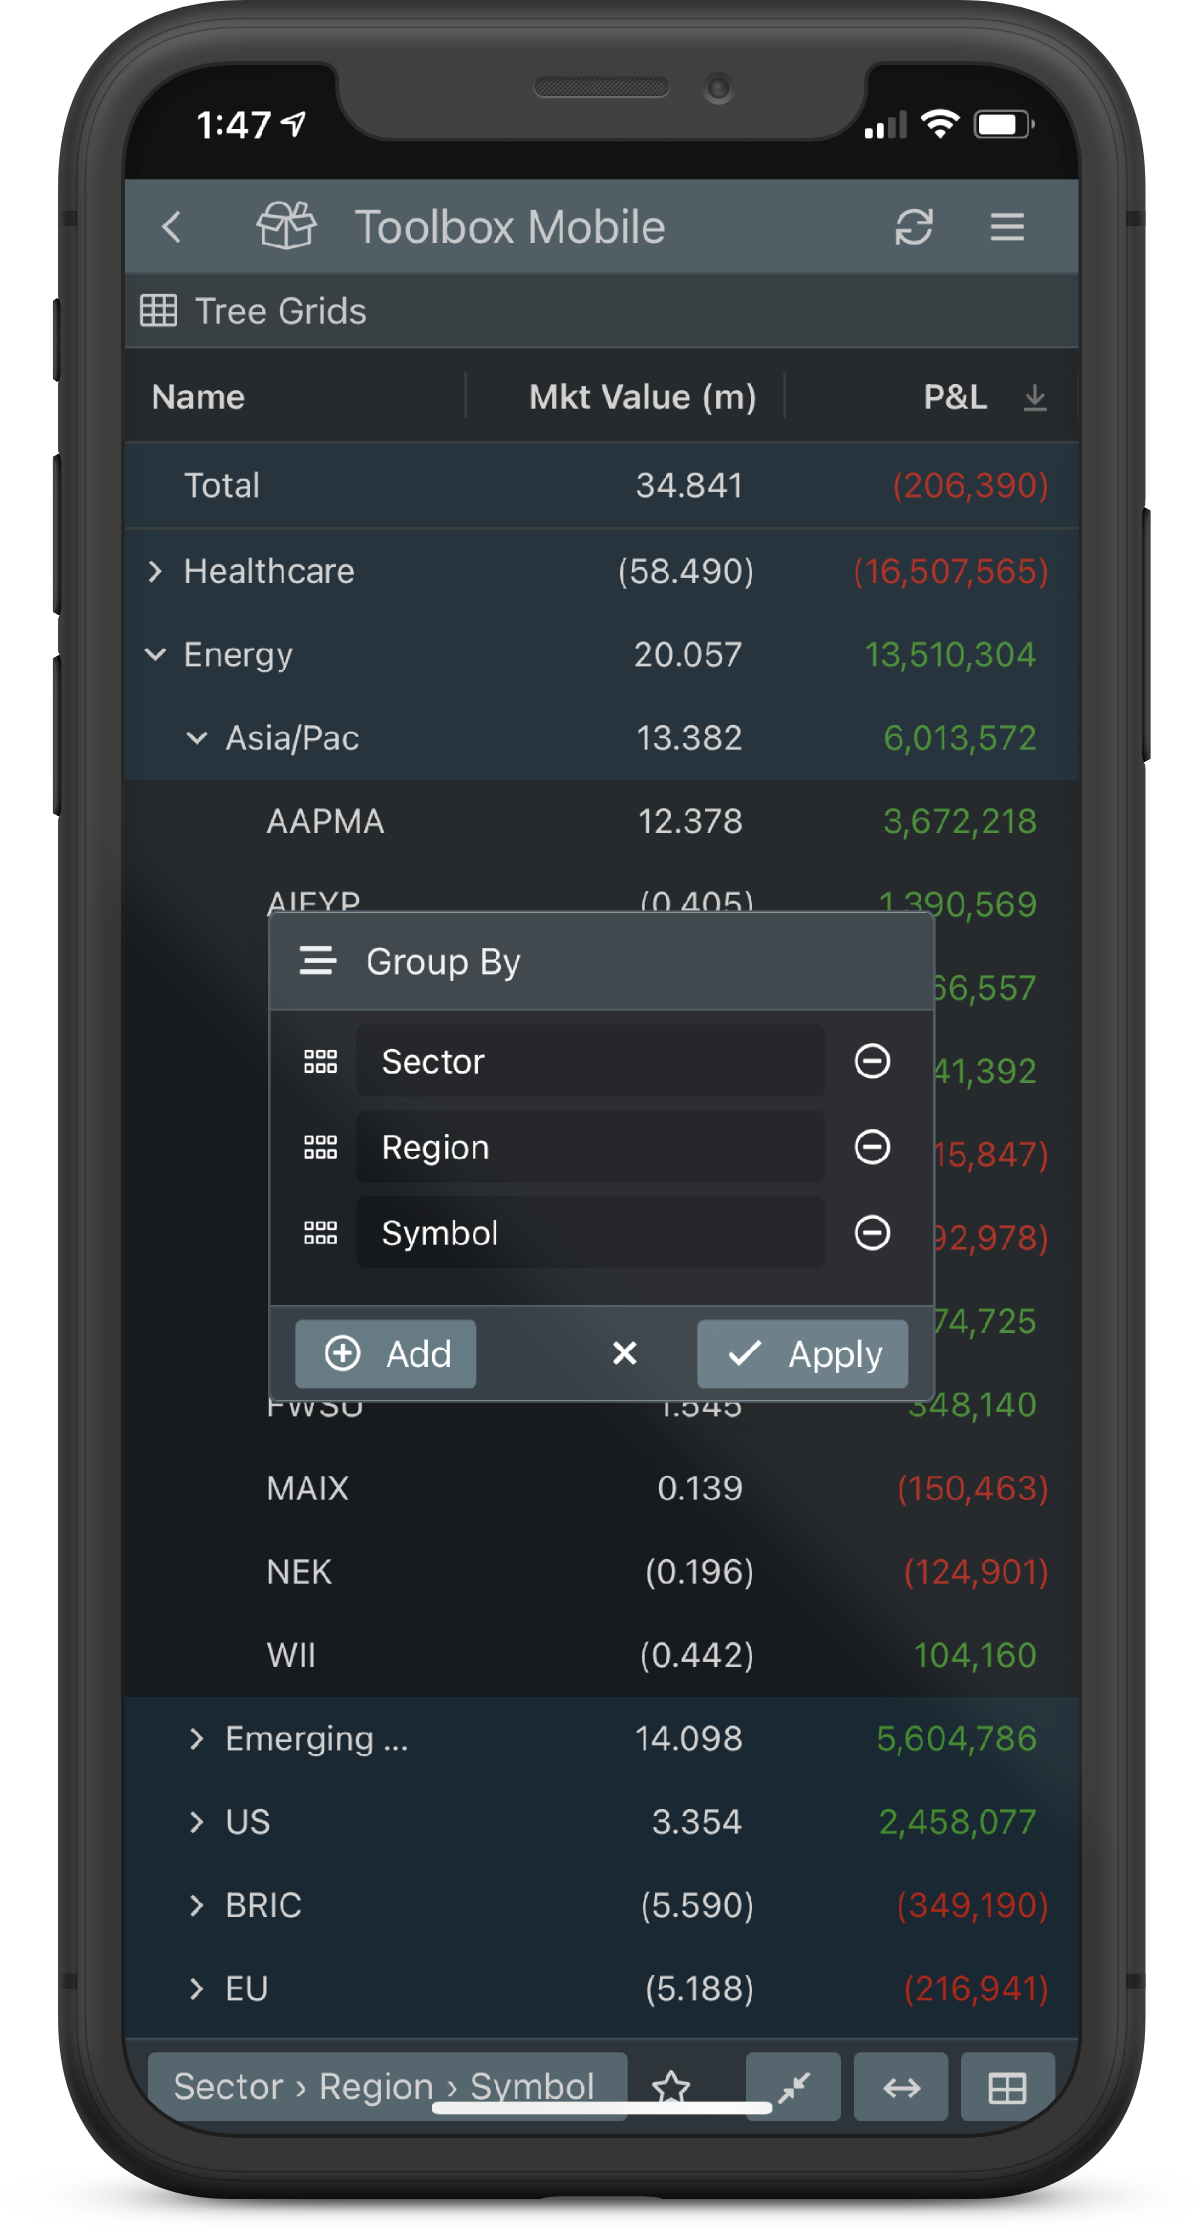 1:47
Toolbox Mobile
Tree Grids
Name Mkt Value (m) P&L
Total 34.841 (206,390)
Healthcare (58.490) (16,507,565)
Energy 20.057 13,510,304
Asia/Pac 13.382 6,013,572
AAPMA 12.378 3,672,218
AIFYP (0.405) 1,390,569
Group By
66,557
Sector
41,392
Region
15,847)
Symbol
92,978)
74,725
Add Apply
FWSU 1.545 348,140
MAIX 0.139 (150,463)
NEK (0.196) (124,901)
WII (0.442) 104,160
Emerging ... 14.098 5,604,786
US 3.354 2,458,077
BRIC (5.590) (349,190)
EU (5.188) (216,941)
Sector › Region › Symbol